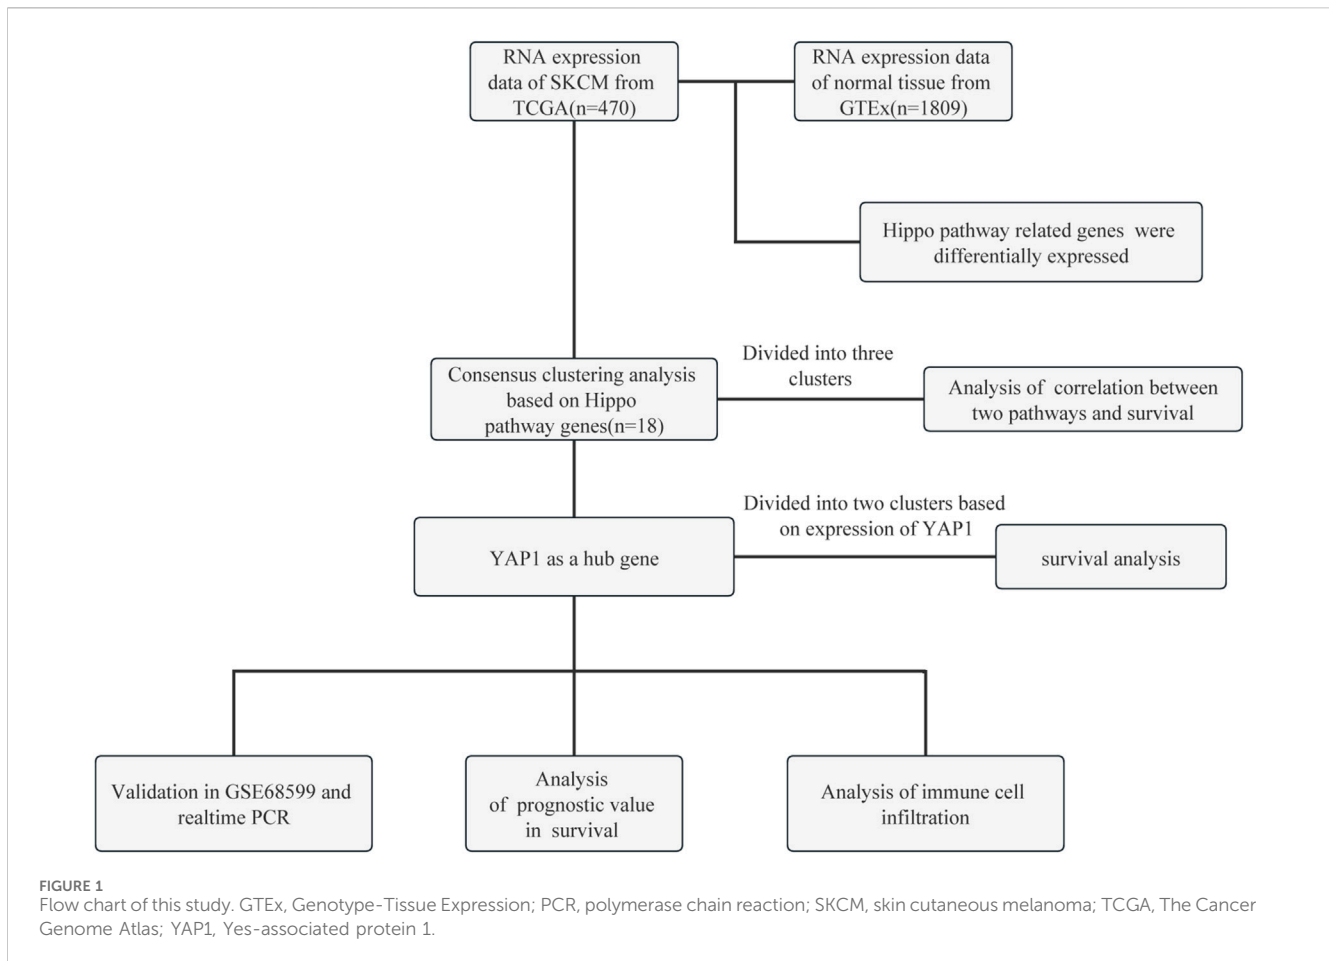 RNA expression
data of SKCM from
TCGA(n=470)
RNA expression data
of normal tissue from
GTEx(n=1809)
Hippo pathway related genes were
differentially expressed
Consensus clustering analysis
based on Hippo
pathway genes(n=18)
Divided into three
clusters
Analysis of correlation between
two pathways and survival
YAP1 as a hub gene
Divided into two clusters based
on expression of YAP1
survival analysis
Validation in GSE68599 and
realtime PCR
Analysis
of prognostic value
in survival
Analysis of immune cell
infiltration
FIGURE 1
Flow chart of this study. GTEx, Genotype-Tissue Expression; PCR, polymerase chain reaction; SKCM, skin cutaneous melanoma; TCGA, The Cancer
Genome Atlas; YAP1, Yes-associated protein 1.